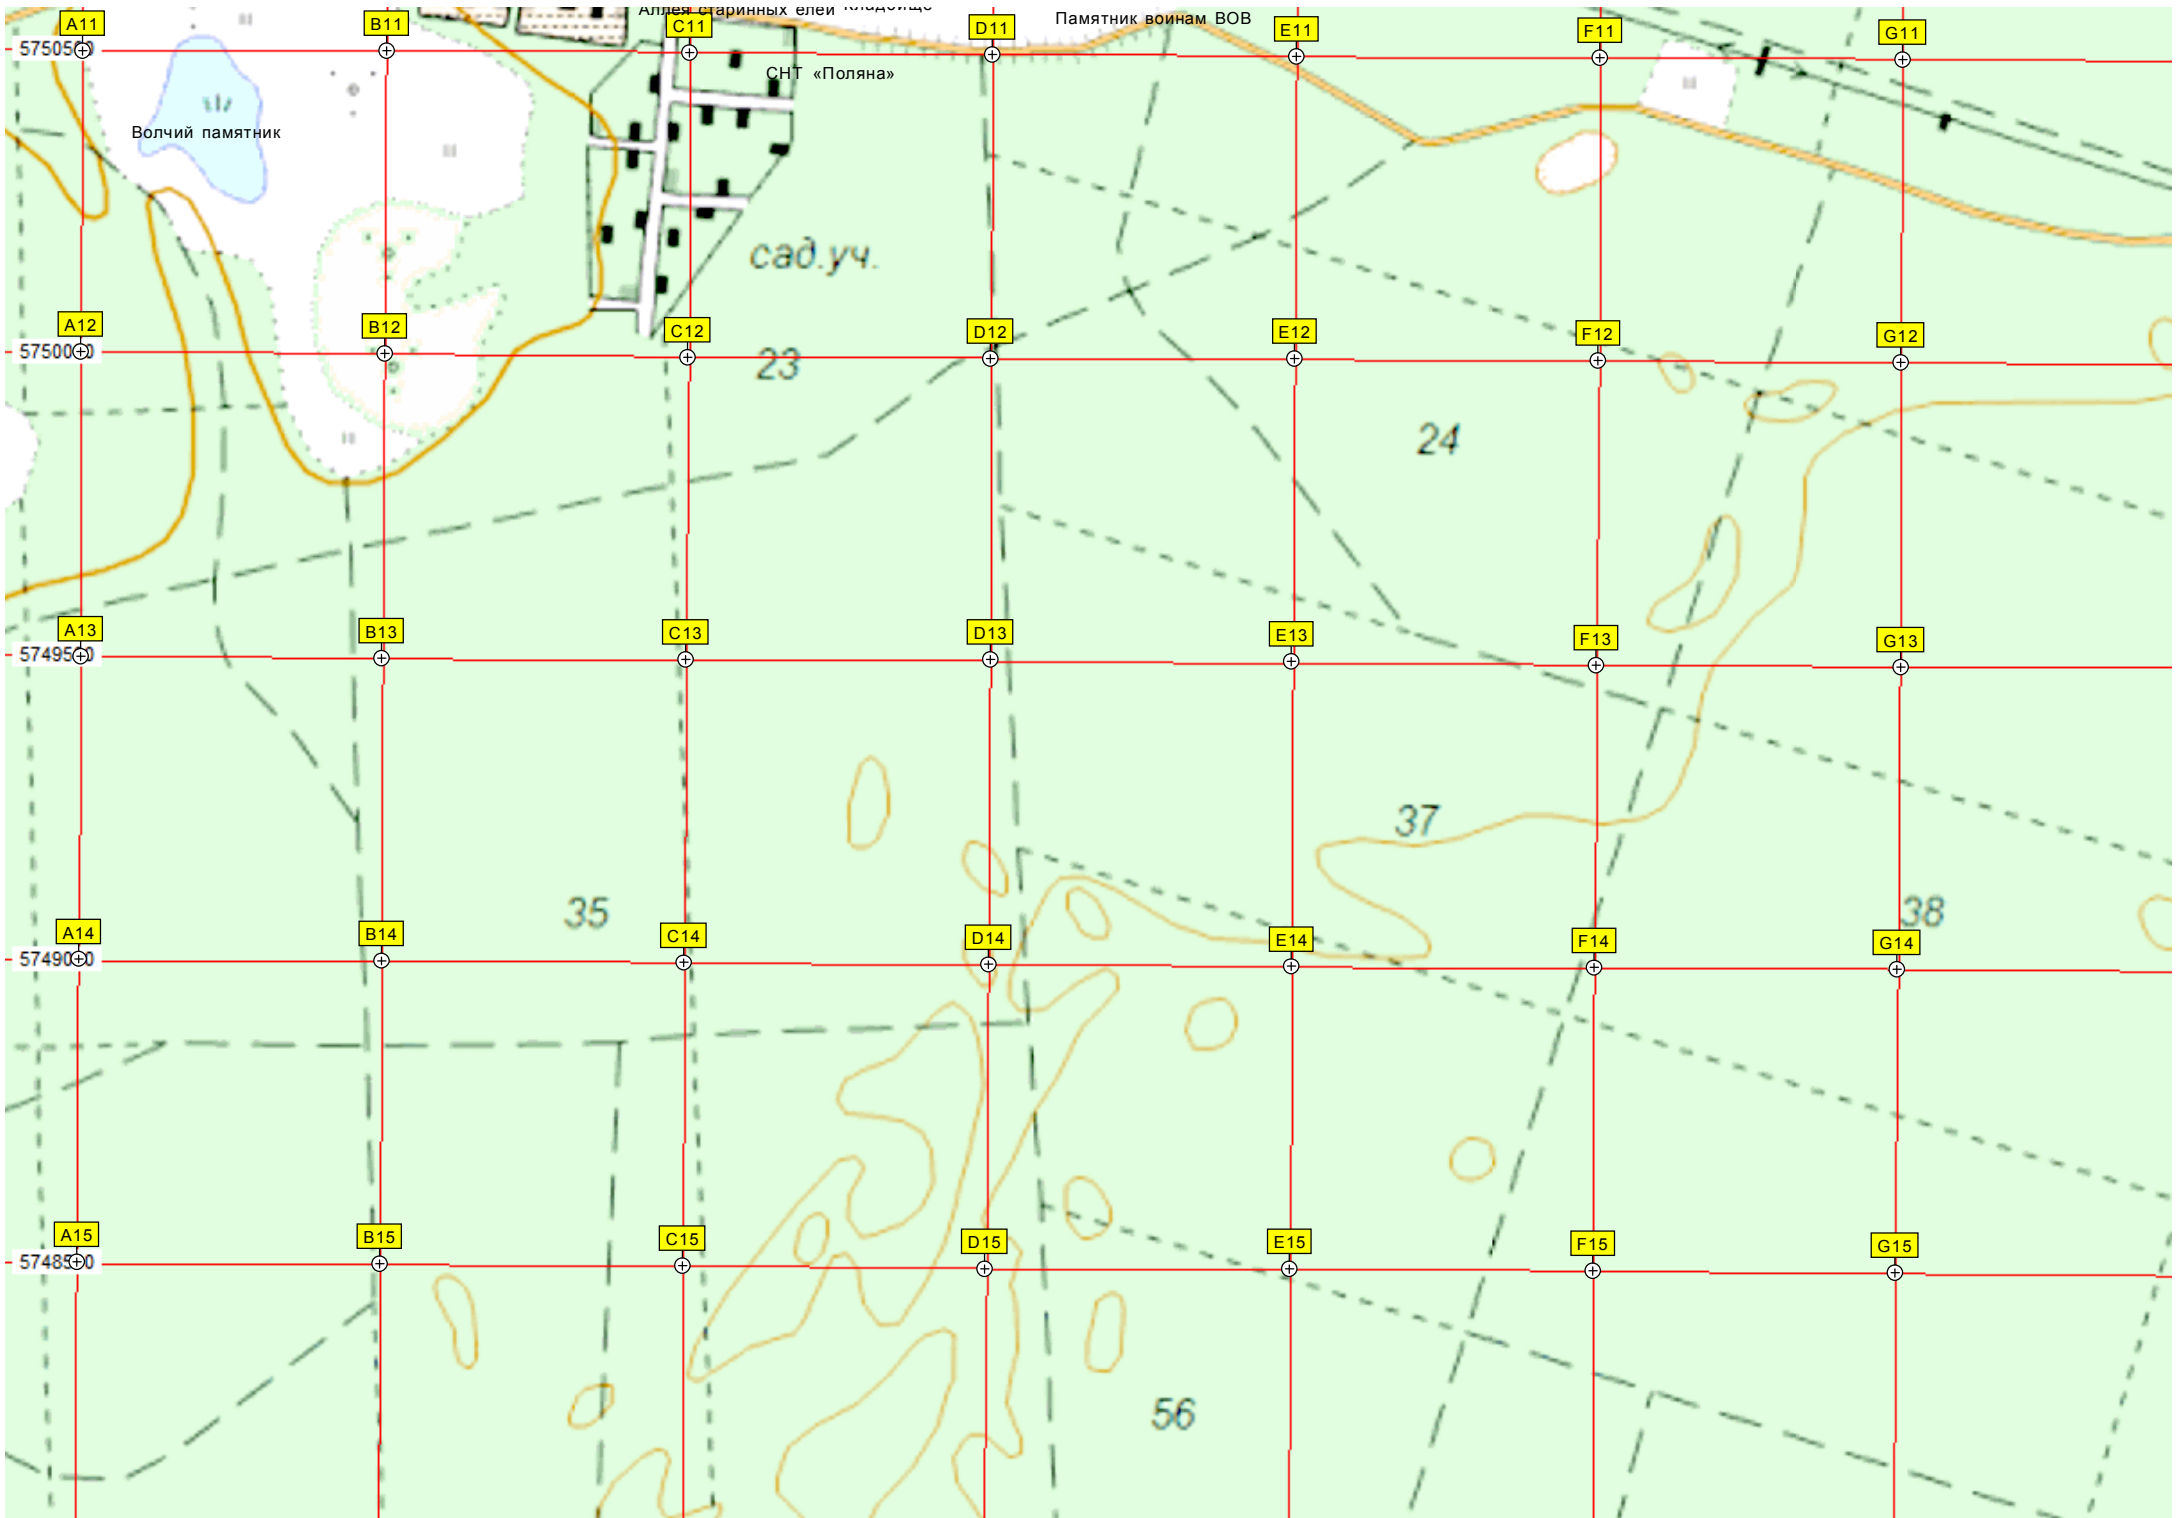 Аллея старинных елей Кладбище
Памятник воинам ВОВ
A11 B11 C11 D11 E11 F11 G11
СНТ «Поляна»
Волчий памятник
сад.уч.
A12 B12 C12 D12 E12 F12 G12
23
24
A13 B13 C13 D13 E13 F13 G13
37
35
38
A14 B14 C14 D14 E14 F14 G14
A15 B15 C15 D15 E15 F15 G15
56